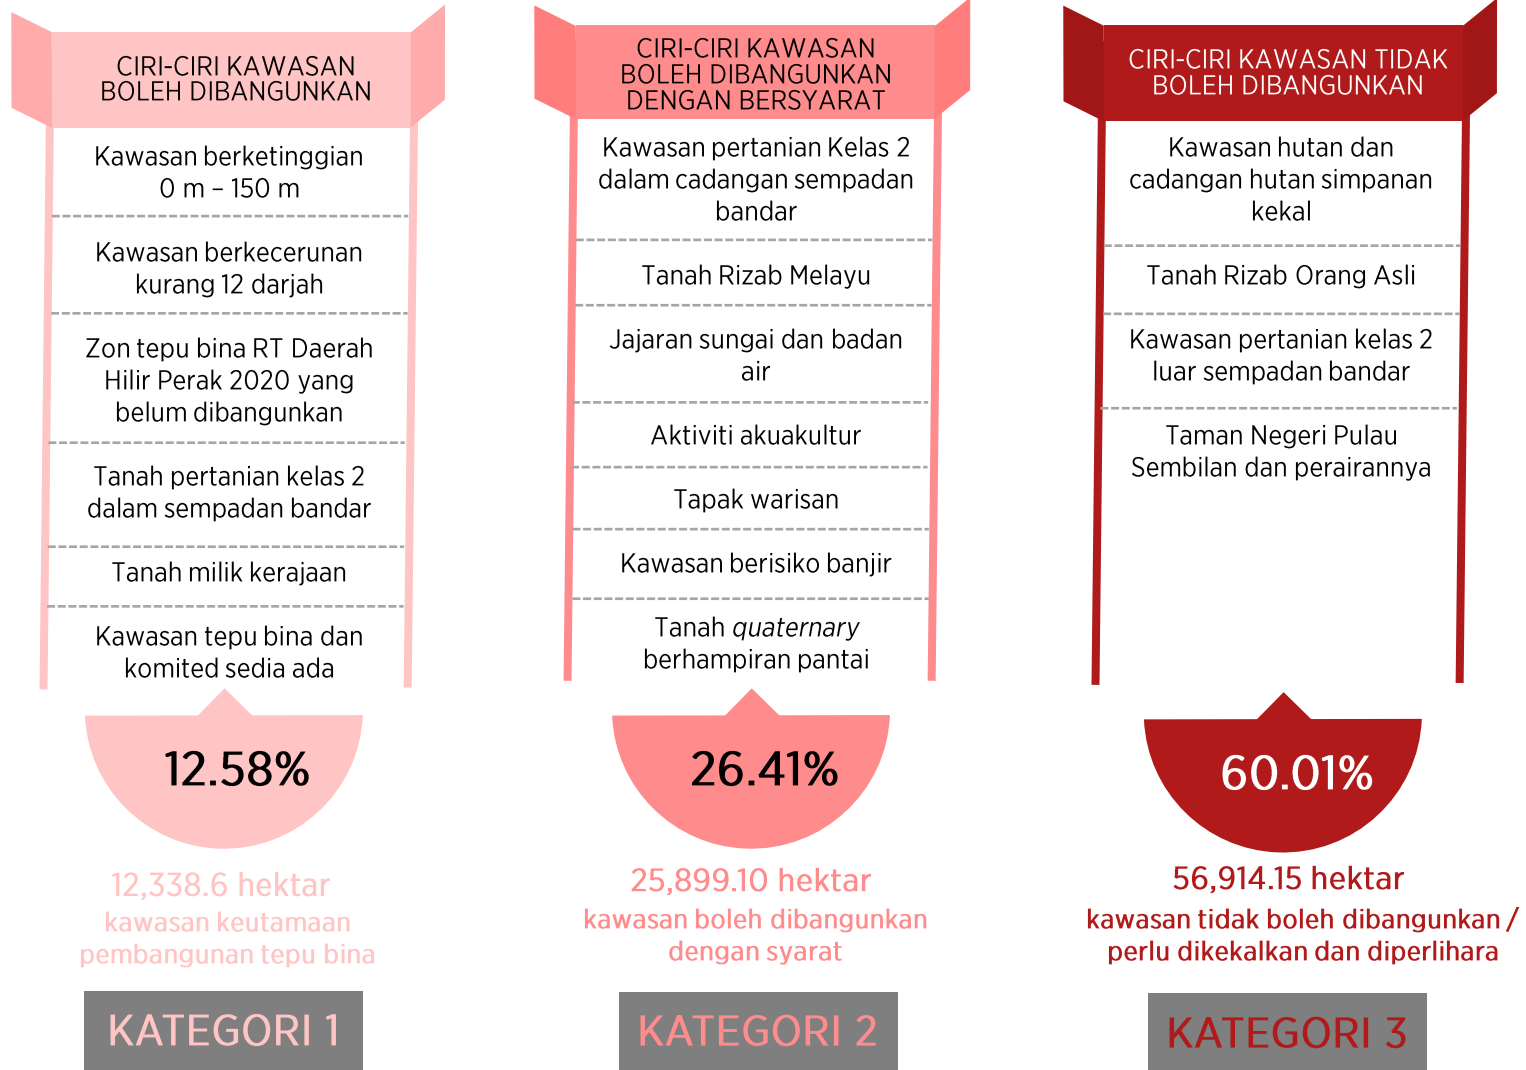 CIRI-CIRI KAWASAN
BOLEH DIBANGUNKAN
Kawasan berketinggian
0 m – 150 m
Kawasan berkecerunan
kurang 12 darjah
Zon tepu bina RT Daerah
Hilir Perak 2020 yang
belum dibangunkan
Tanah pertanian kelas 2
dalam sempadan bandar
Tanah milik kerajaan
Kawasan tepu bina dan
komited sedia ada
12.58%
12,338.6 hektar
kawasan keutamaan
pembangunan tepu bina
KATEGORI 1
CIRI-CIRI KAWASAN
BOLEH DIBANGUNKAN
DENGAN BERSYARAT
Kawasan pertanian Kelas 2
dalam cadangan sempadan
bandar
Tanah Rizab Melayu
Jajaran sungai dan badan
air
Aktiviti akuakultur
Tapak warisan
Kawasan berisiko banjir
Tanah quaternary
berhampiran pantai
26.41%
25,899.10 hektar
kawasan boleh dibangunkan
dengan syarat
KATEGORI 2
CIRI-CIRI KAWASAN TIDAK
BOLEH DIBANGUNKAN
Kawasan hutan dan
cadangan hutan simpanan
kekal
Tanah Rizab Orang Asli
Kawasan pertanian kelas 2
luar sempadan bandar
Taman Negeri Pulau
Sembilan dan perairannya
60.01%
56,914.15 hektar
kawasan tidak boleh dibangunkan /
perlu dikekalkan dan diperlihara
KATEGORI 3